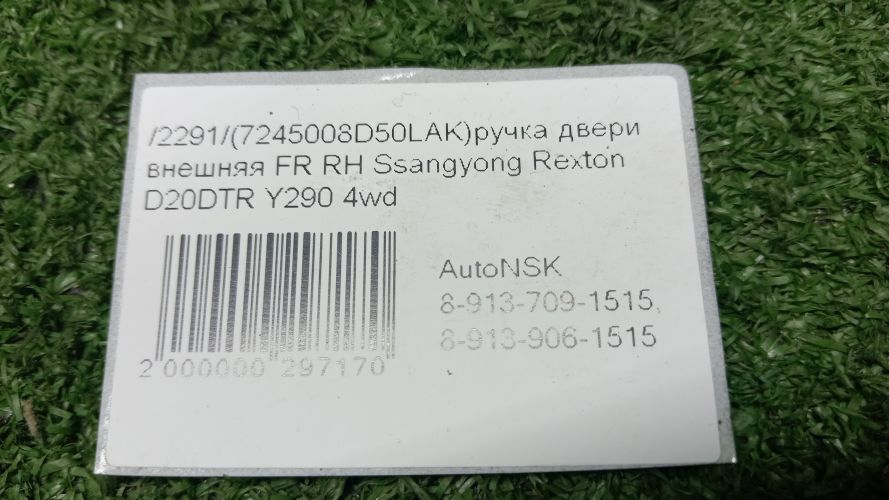 /2291/(7245008D50LAK)ручка двери
внешняя FR RH Ssangyong Rexton
D20DTR Y290 4wd
AutoNSK
8-913-709-1515,
8-913-906-1515
2 000000 297170